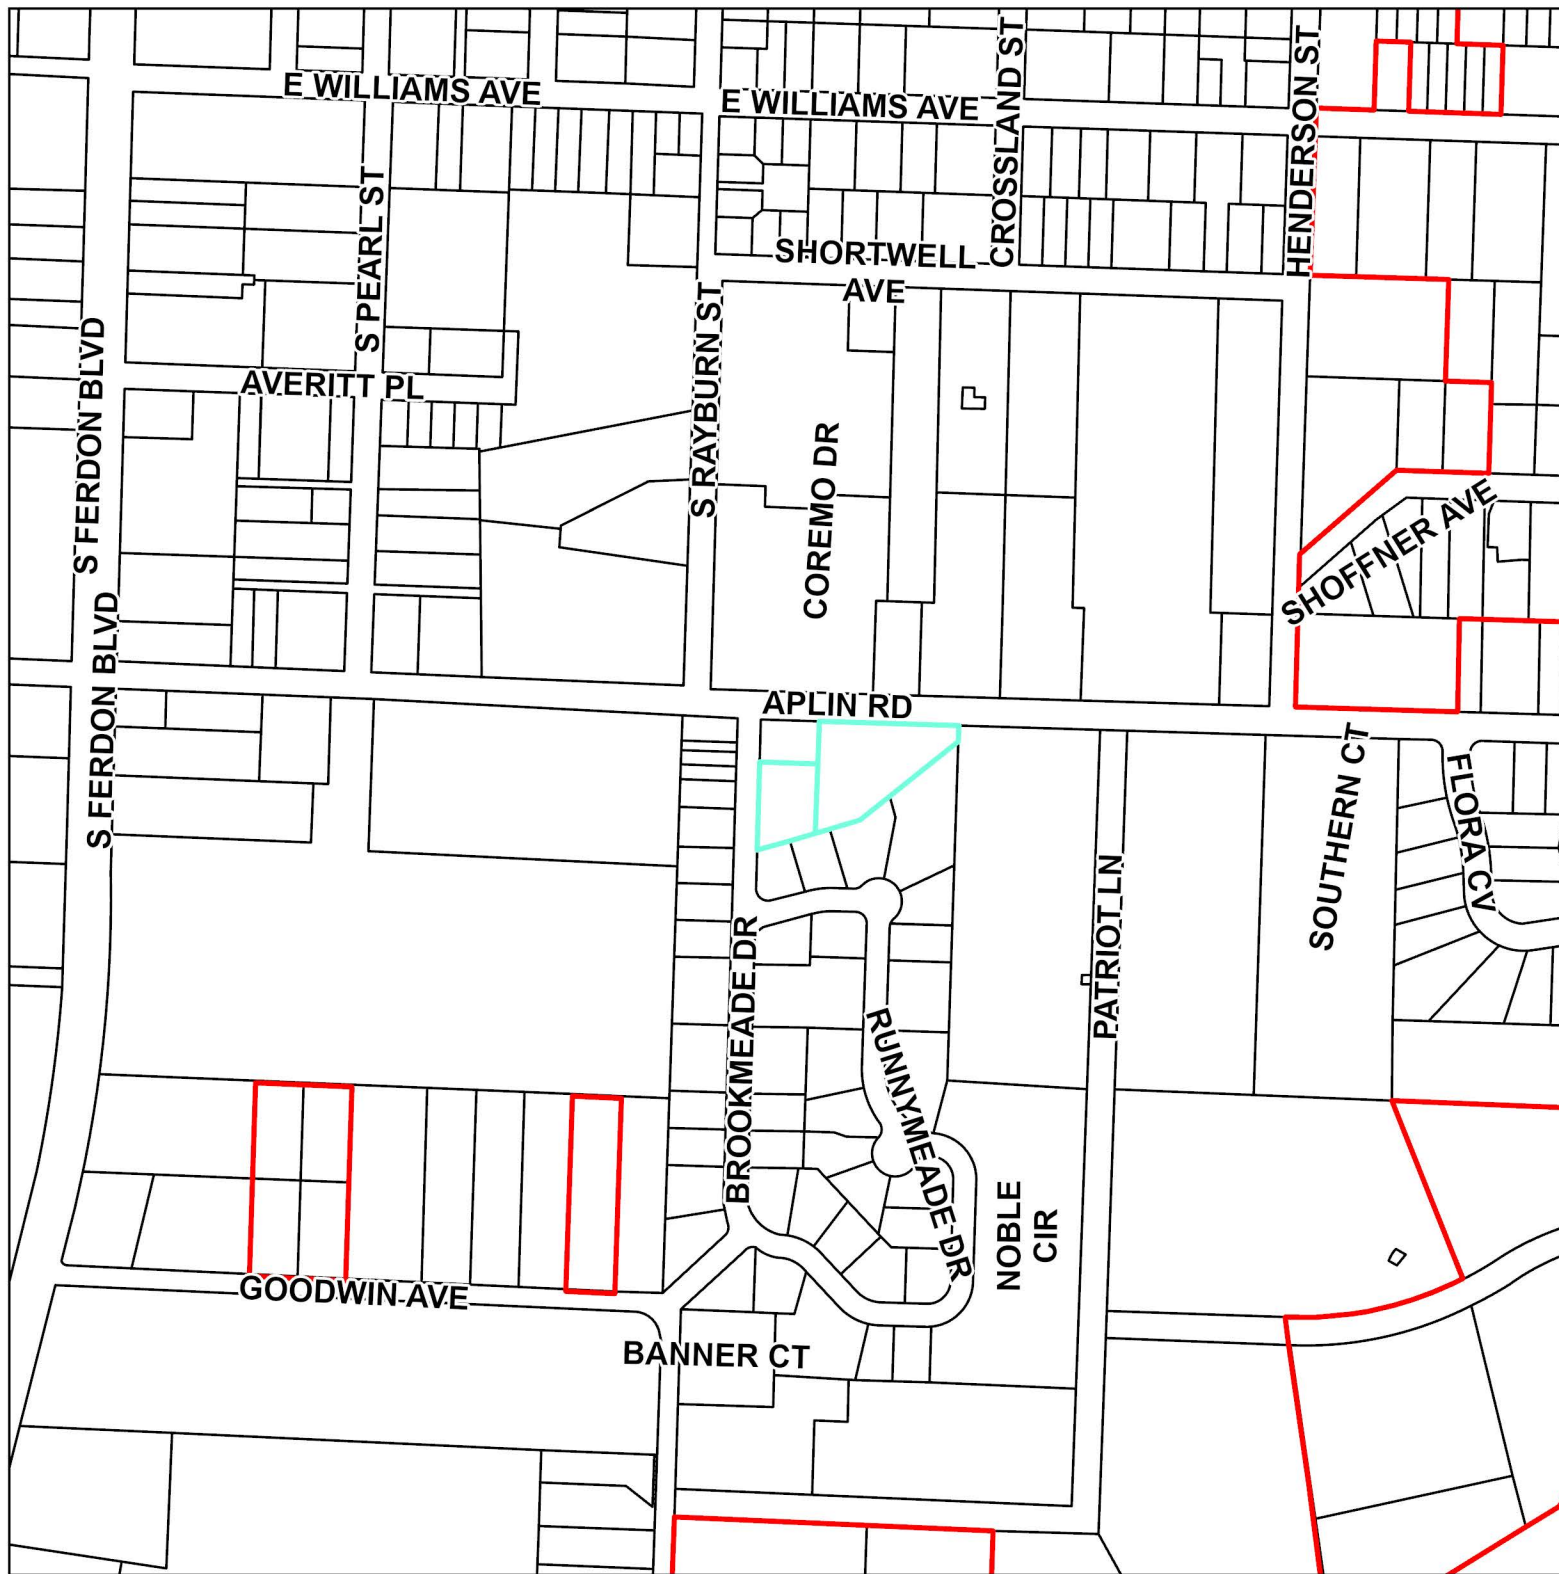 E WILLIAMS AVE
E WILLIAMS AVE
CROSSLAND ST
HENDERSON ST
S PEARL ST
SHORTWELL
AVE
S FERDON BLVD
S RAYBURN ST
AVERITT PL
COREMO DR
SHOFFNER AVE
S FERDON BLVD
APLIN RD
SOUTHERN CT
FLORA CV
PATRIOT LN
BROOKMEADE DR
RUNNYMEADE DR
NOBLE
CIR
GOODWIN AVE
BANNER CT